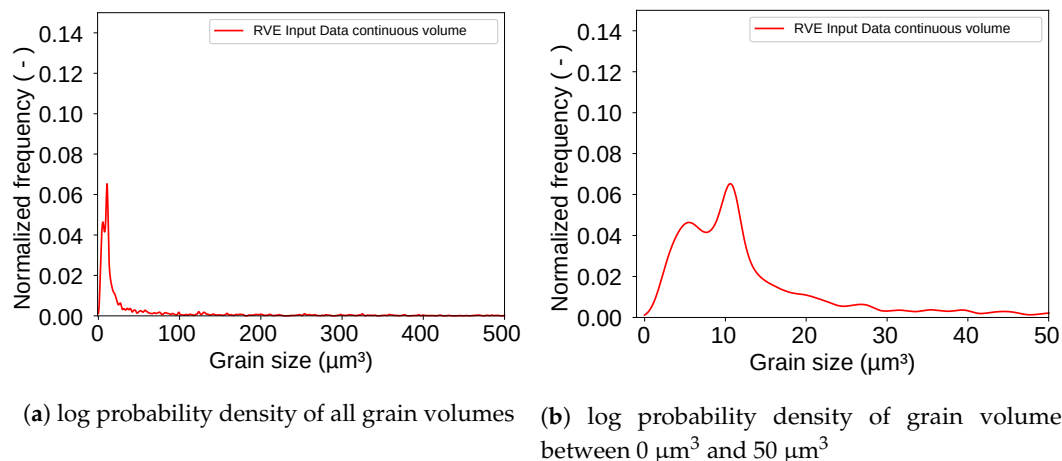 RVE Input Data continuous volume
Normalized frequency ( - )
0.14
0.12
0.10
0.08
0.06
0.04
0.02
0.00
0 100 200 300 400 500
Grain size (µm³)
(a) log probability density of all grain volumes
RVE Input Data continuous volume
Normalized frequency ( - )
0.14
0.12
0.10
0.08
0.06
0.04
0.02
0.00
0 10 20 30 40 50
Grain size (µm³)
(b) log probability density of grain volume
between 0 µm³ and 50 µm³